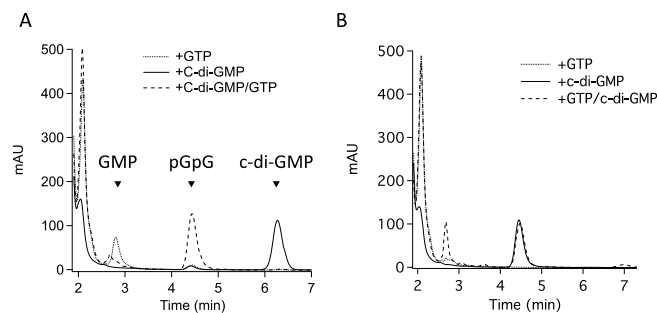 A
500
400
300
200
100
0
mAU
+GTP
+C-di-GMP
+C-di-GMP/GTP
GMP
pGpG
c-di-GMP
2
3
4
5
6
7
Time (min)
B
500
400
300
200
100
0
mAU
+GTP
+c-di-GMP
+GTP/c-di-GMP
2
3
4
5
6
7
Time (min)